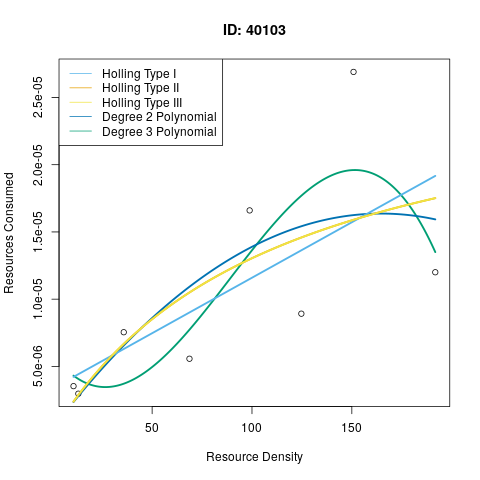 ID: 40103
Holling Type I
Holling Type II
Holling Type III
Degree 2 Polynomial
Degree 3 Polynomial
Resources Consumed
2.5e-05
2.0e-05
1.5e-05
1.0e-05
5.0e-06
50
100
150
Resource Density